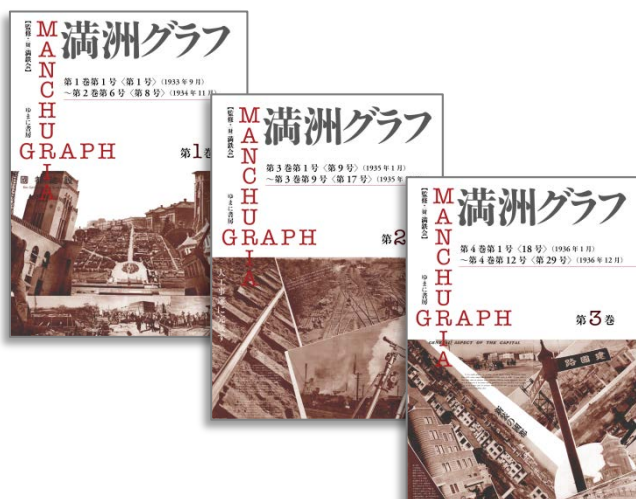 満洲グラフ
MANCHURIA
GRAPH
【監修・㈶満鉄会】
ゆまに書房
第1巻第1号〈第1号〉(1933年9月)
～第2巻第6号〈第8号〉(1934年11月
第1
満洲グラフ
MANCHURIA
GRAPH
【監修・㈶満鉄会】
ゆまに書房
第3巻第1号〈第9号〉(1935年1月)
～第3巻第9号〈第17号〉(1935年
第2
満洲グラフ
MANCHURIA
GRAPH
【監修・㈶満鉄会】
ゆまに書房
第4巻第1号〈18号〉(1936年1月)
～第4巻第12号〈第29号〉(1936年12月)
第3巻
GENERAL ASPECT OF THE CAPITAL